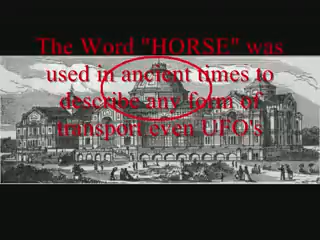 The Word "HORSE" was
used in ancient times to
describe any form of
transport even UFO's